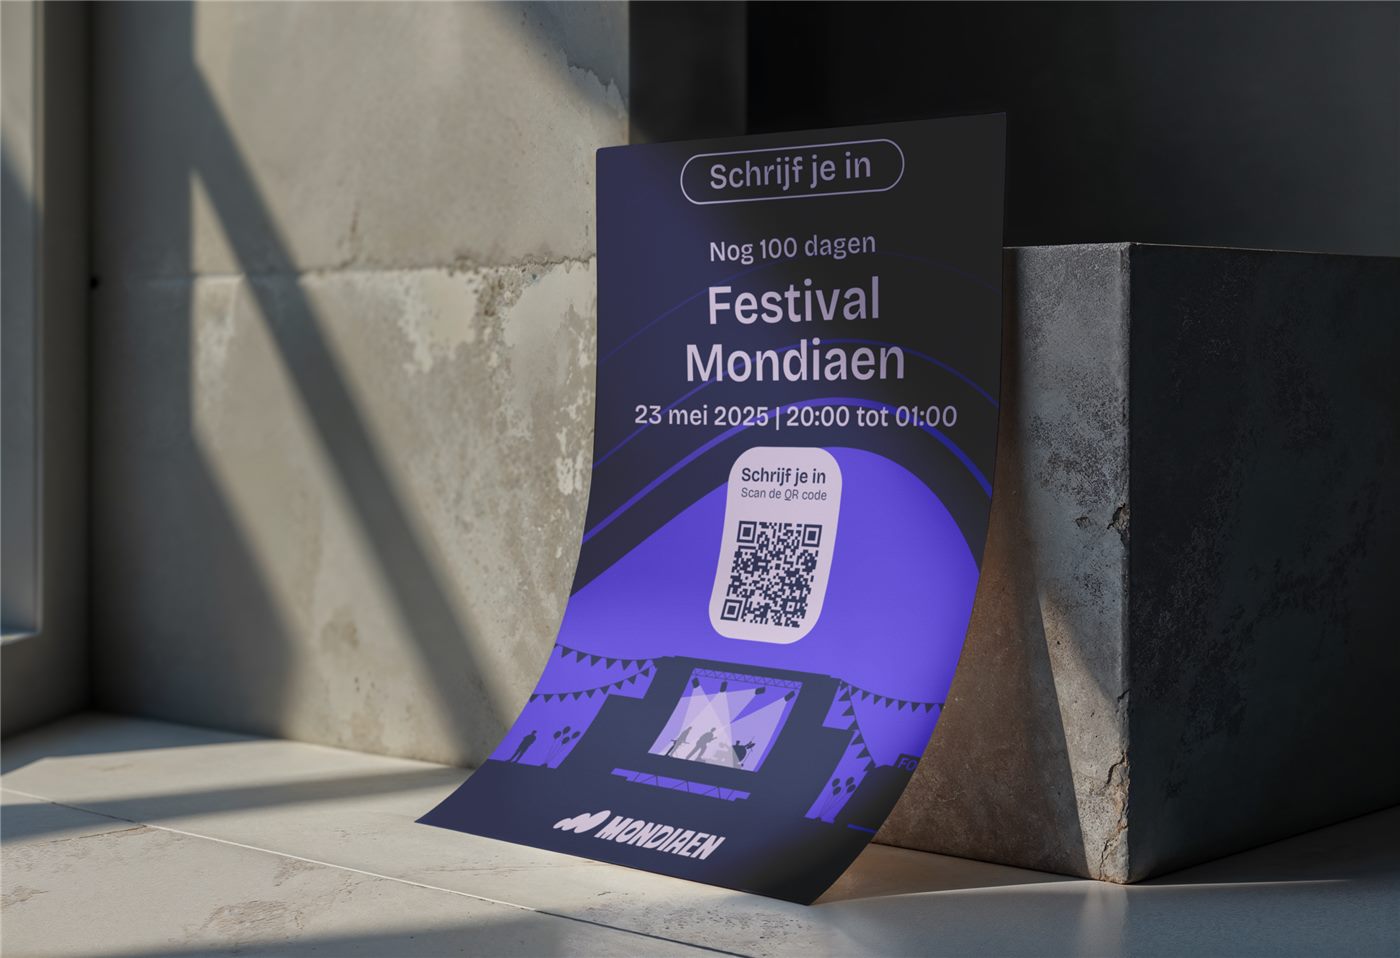 Schrijf je in
Nog 100 dagen
Festival
Mondiaen
23 mei 2025 | 20:00 tot 01:00
Schrijf je in
Scan de QR code
FO
MONDIAEN